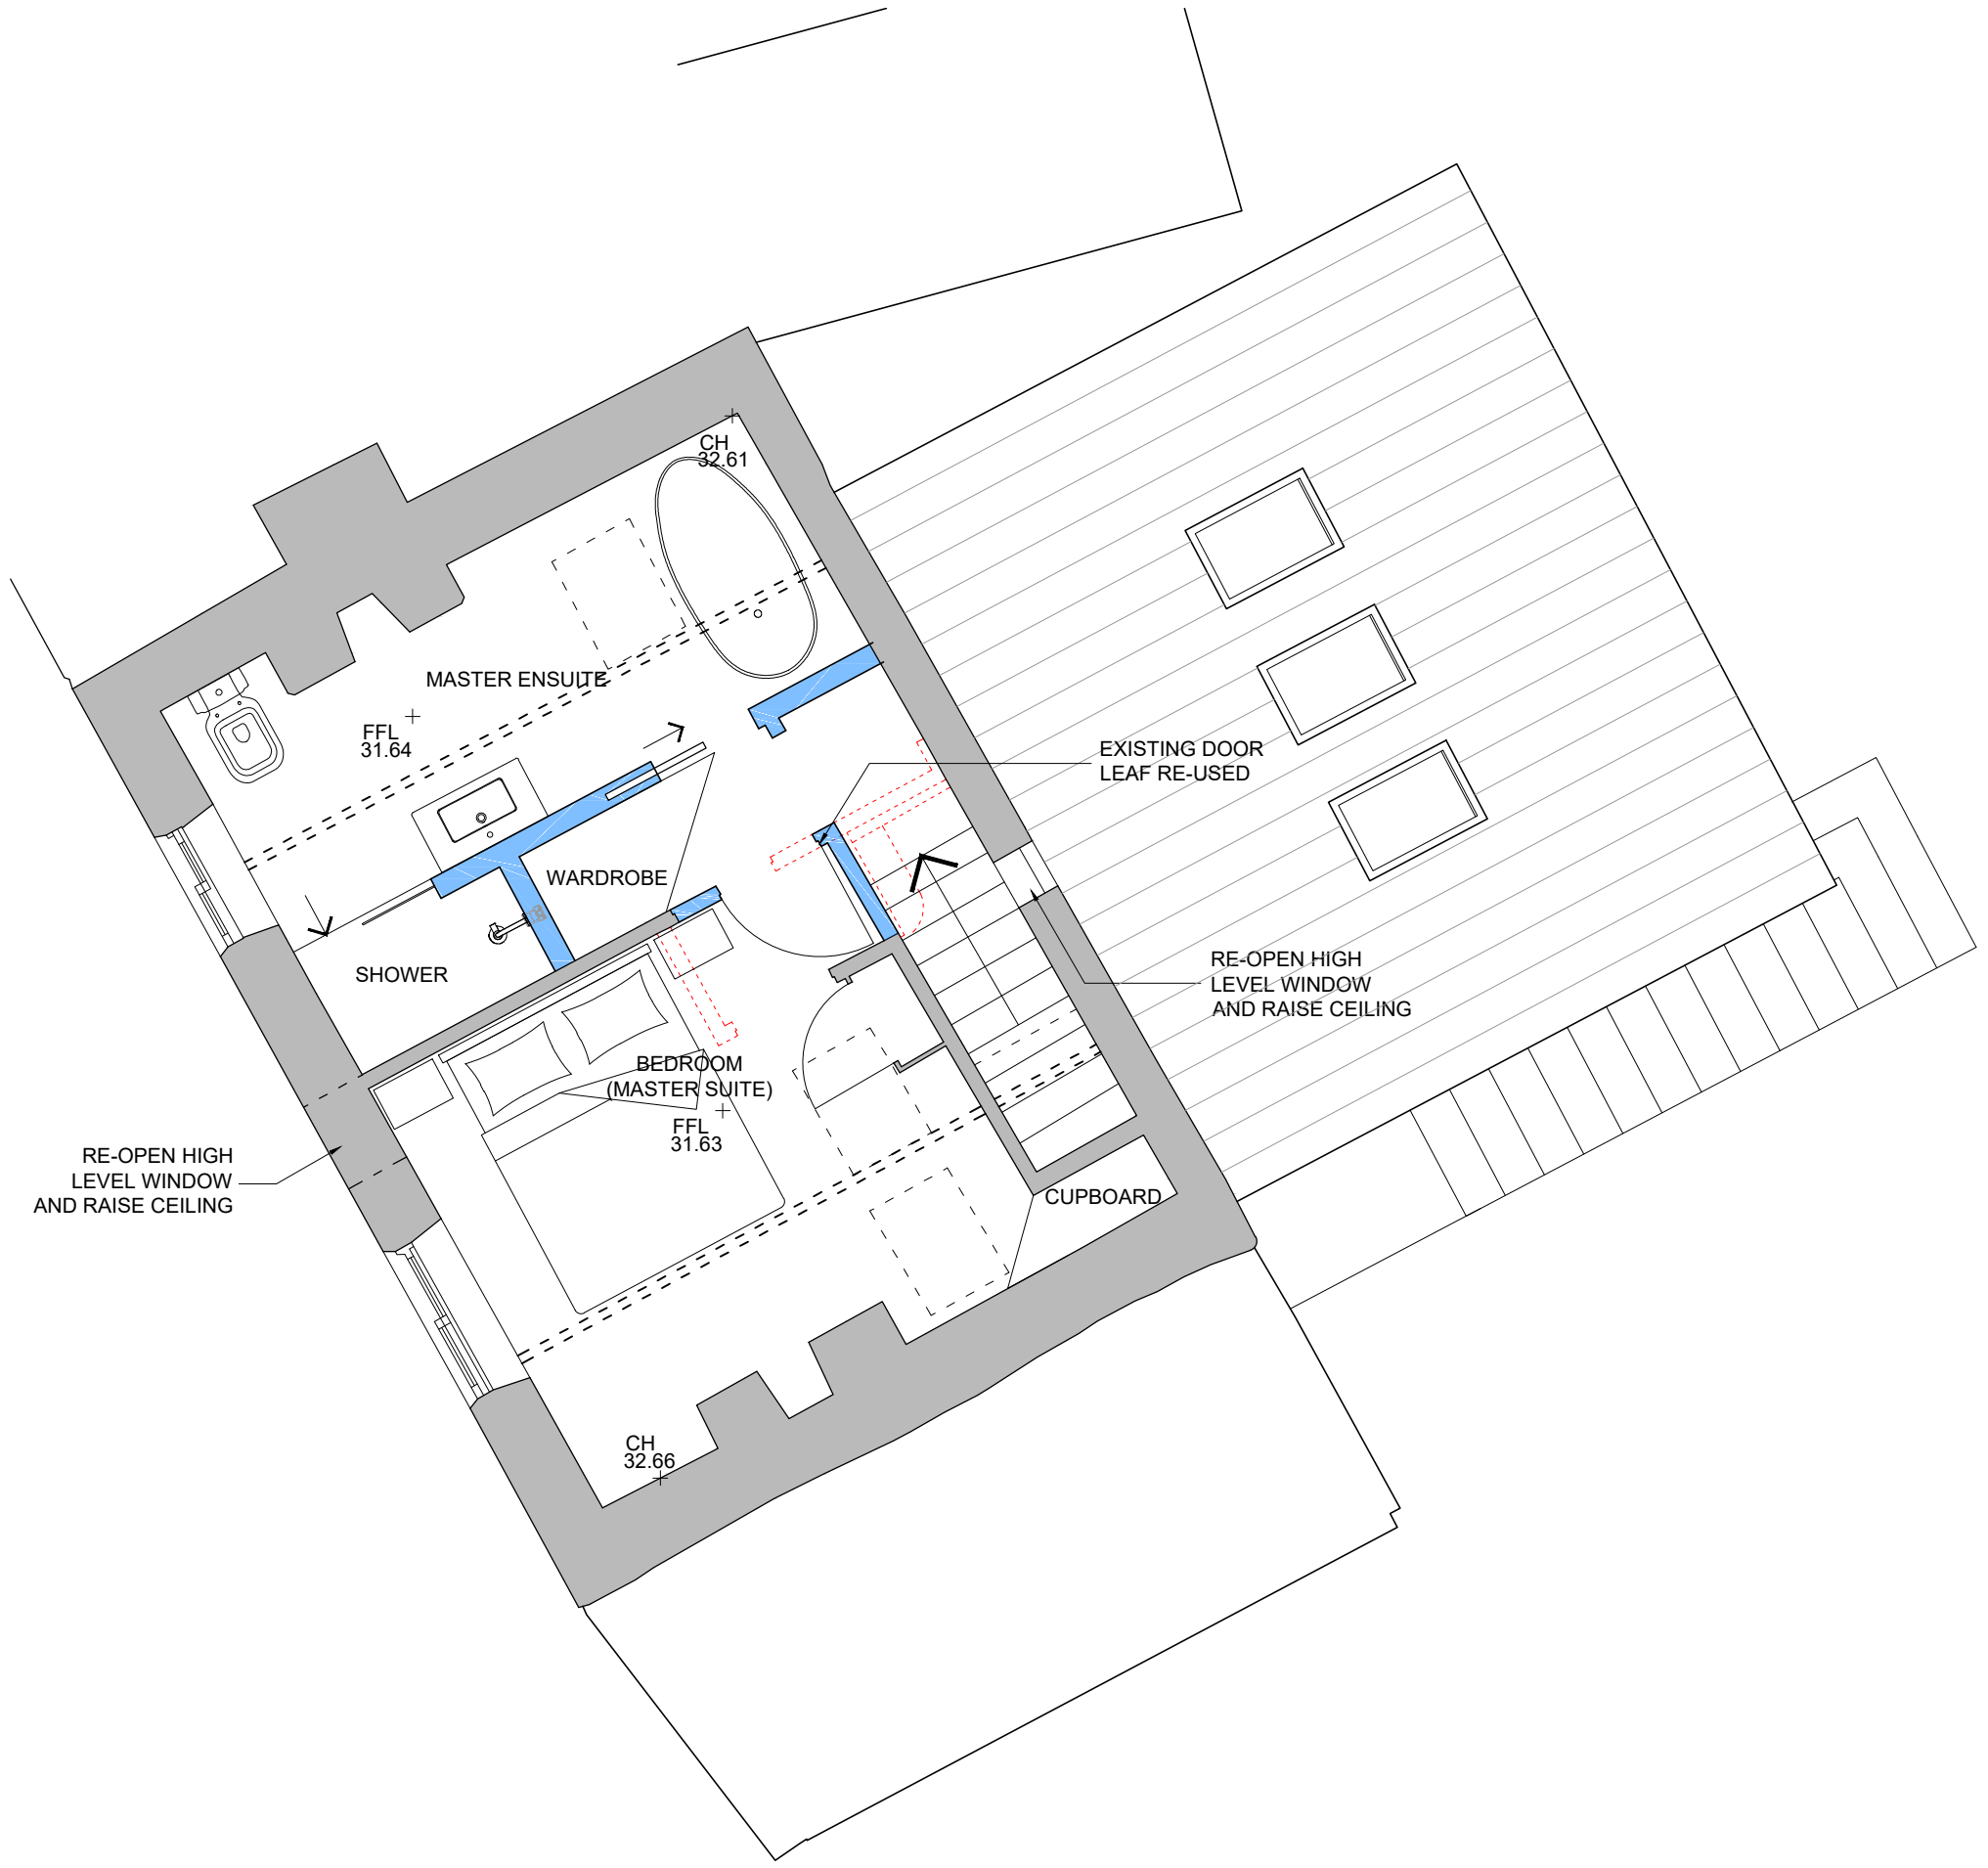 CH
32.61
MASTER ENSUITE
FFL
31.64
EXISTING DOOR
LEAF RE-USED
WARDROBE
SHOWER
RE-OPEN HIGH
LEVEL WINDOW
AND RAISE CEILING
BEDROOM
(MASTER SUITE)
FFL
31.63
RE-OPEN HIGH
LEVEL WINDOW
AND RAISE CEILING
CUPBOARD
CH
32.66